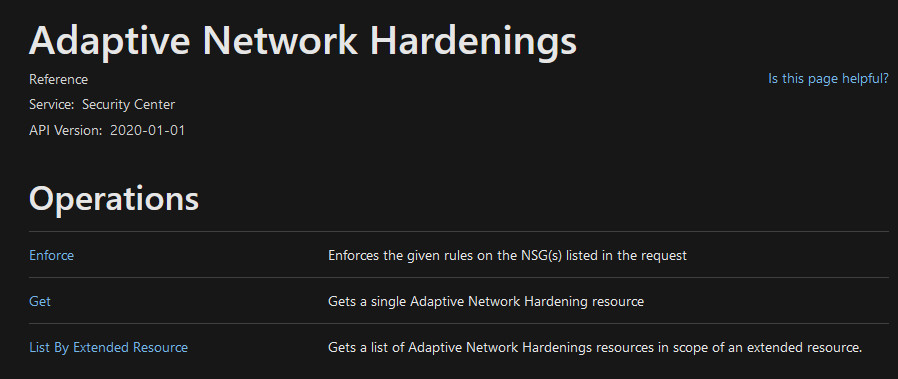 Adaptive Network Hardenings
Reference
Is this page helpful?
Service: Security Center
API Version: 2020-01-01
Operations
Enforce
Enforces the given rules on the NSG(s) listed in the request
Get
Gets a single Adaptive Network Hardening resource
List By Extended Resource
Gets a list of Adaptive Network Hardenings resources in scope of an extended resource.